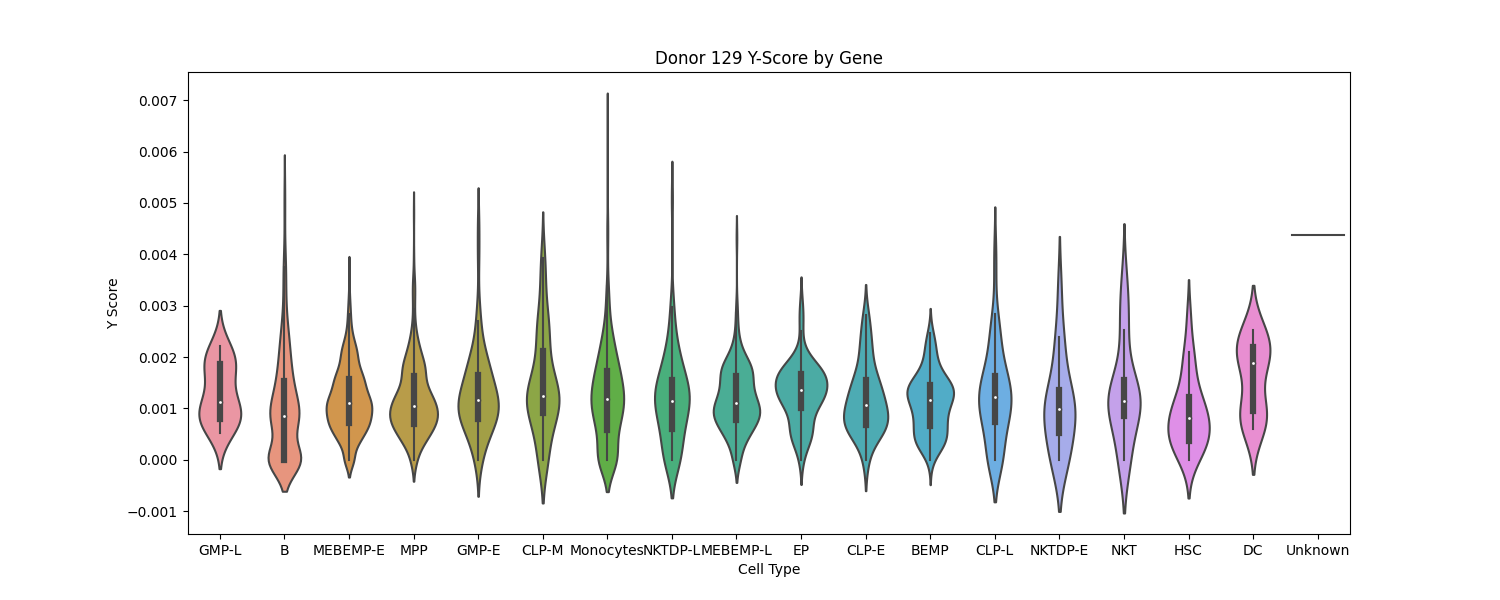 Donor 129 Y-Score by Gene
Y Score
0.007
0.006
0.005
0.004
0.003
0.002
0.001
0.000
−0.001
GMP-L B MEBEMP-E MPP GMP-E CLP-M Monocytes NKTDP-L MEBEMP-L EP CLP-E BEMP CLP-L NKTDP-E NKT HSC DC Unknown
Cell Type